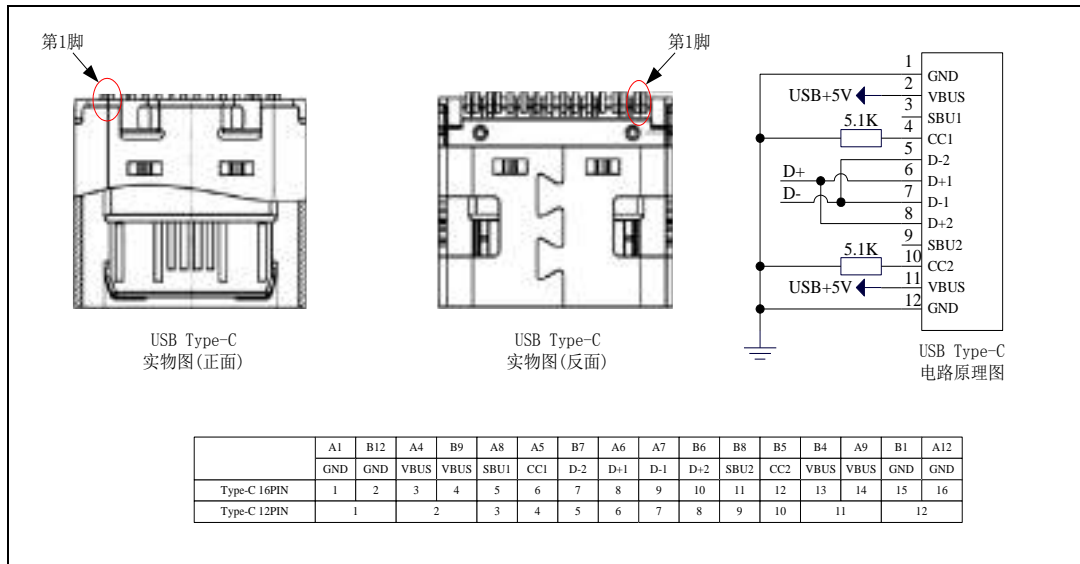 第1脚
第1脚
USB Type-C
实物图(正面)
USB Type-C
实物图(反面)
1
GND
USB+5V
2
VBUS
3
SBU1
5.1K
4
CC1
5
D-2
D+
6
D+1
D-
7
D-1
8
D+2
9
SBU2
5.1K
10
CC2
USB+5V
11
VBUS
12
GND
USB Type-C
电路原理图
A1 B12 A4 B9 A8 A5 B7 A6 A7 B6 B8 B5 B4 A9 B1 A12
GND GND VBUS VBUS SBU1 CC1 D-2 D+1 D-1 D+2 SBU2 CC2 VBUS VBUS GND GND
Type-C 16PIN 1 2 3 4 5 6 7 8 9 10 11 12 13 14 15 16
Type-C 12PIN 1 2 3 4 5 6 7 8 9 10 11 12